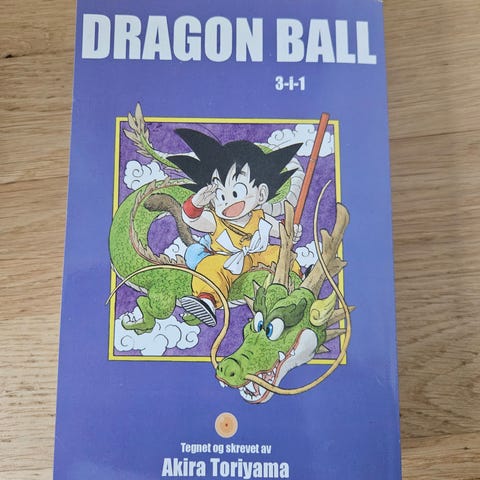 DRAGON BALL
3-i-1
Tegnet og skrevet av
Akira Toriyama